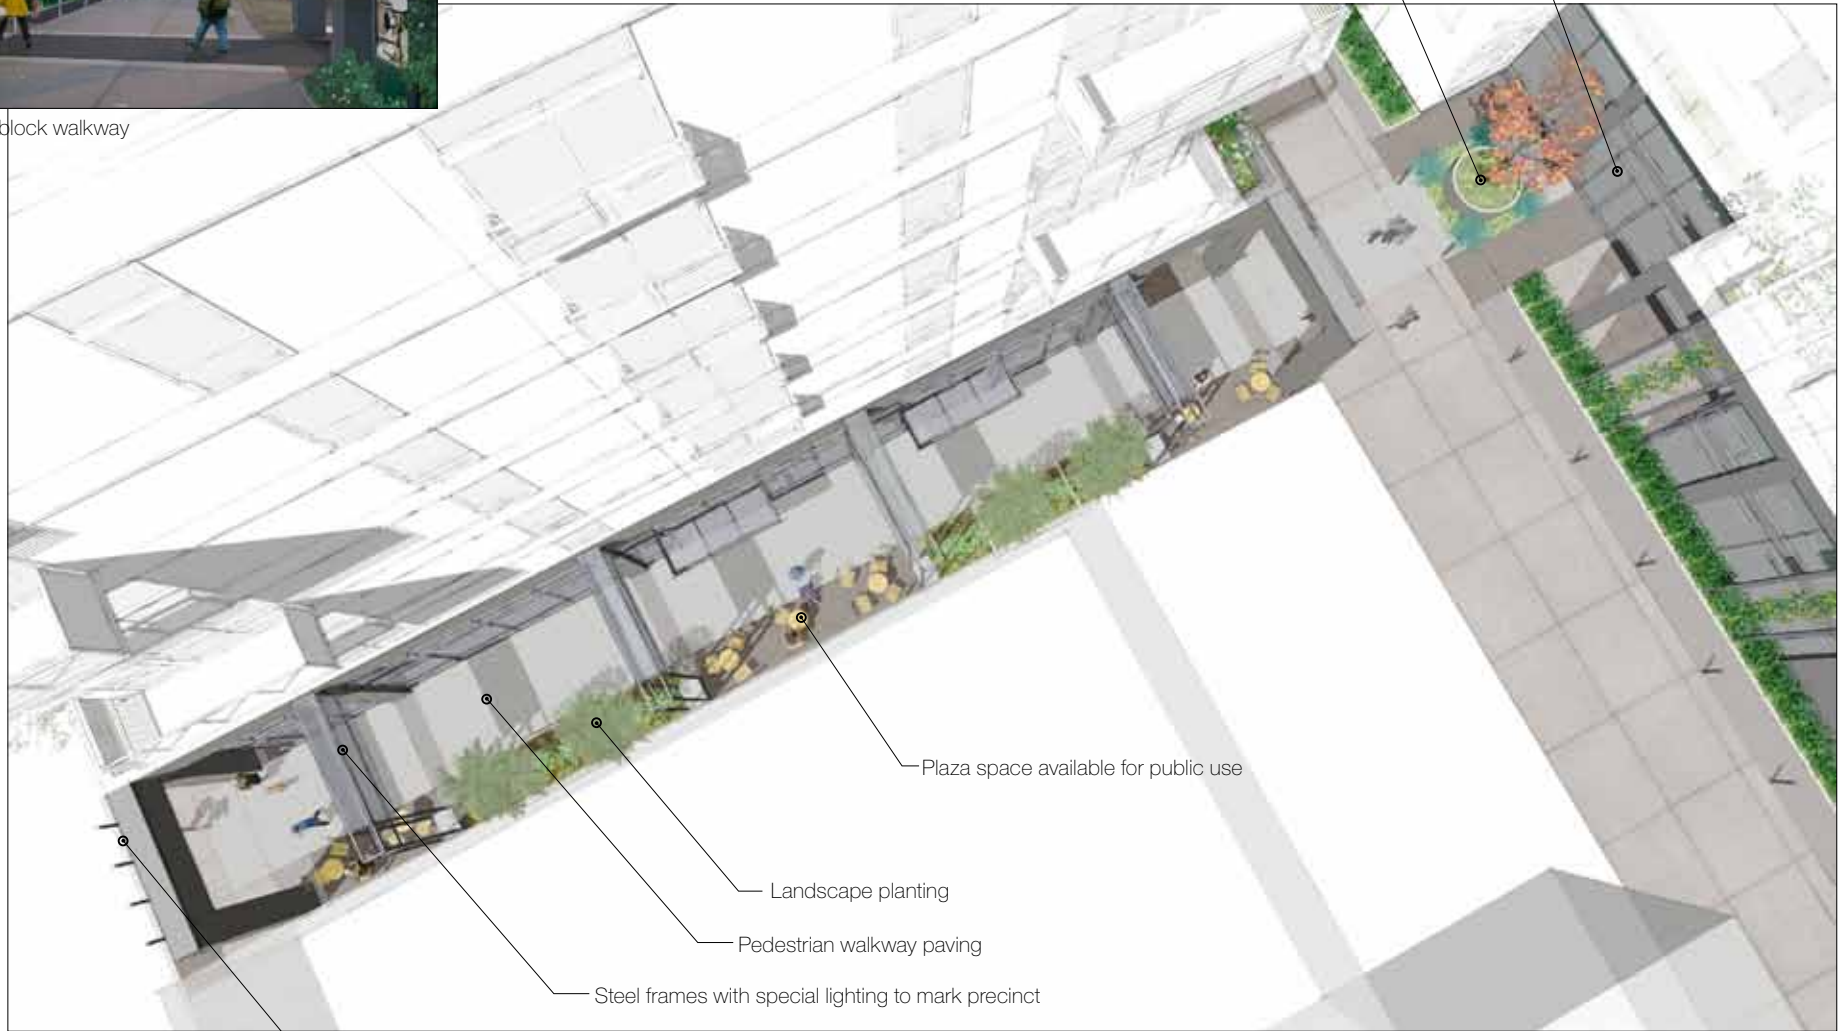 block walkway
Plaza space available for public use
Landscape planting
Pedestrian walkway paving
Steel frames with special lighting to mark precinct